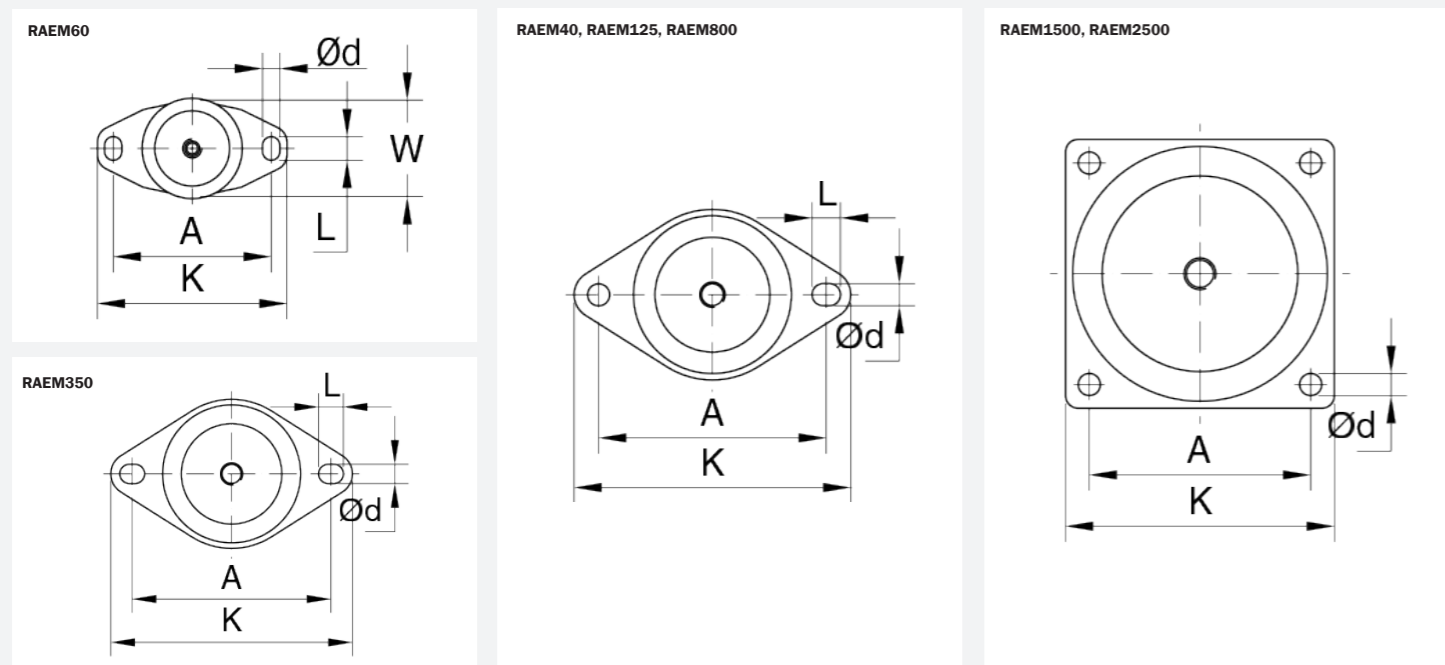 RAEM60
Ød
W
A
L
K
RAEM350
L
Ød
A
K
RAEM40, RAEM125, RAEM800
L
Ød
A
K
RAEM1500, RAEM2500
Ød
A
K